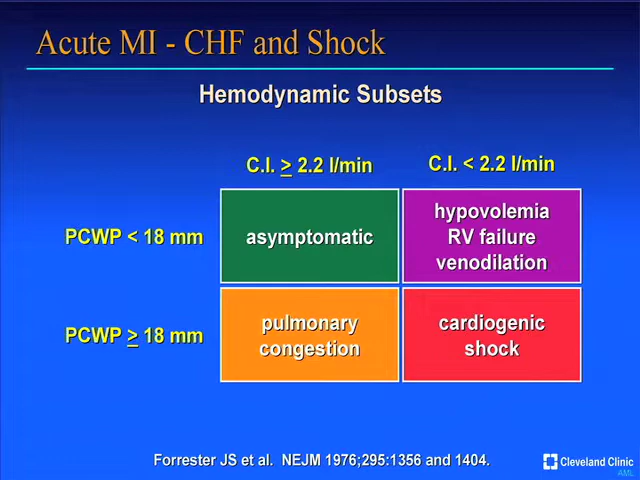 Acute MI - CHF and Shock
Hemodynamic Subsets
C.I. ≥ 2.2 l/min
C.I. < 2.2 l/min
PCWP < 18 mm
asymptomatic
hypovolemia
RV failure
venodilation
PCWP ≥ 18 mm
pulmonary
congestion
cardiogenic
shock
Forrester JS et al. NEJM 1976;295:1356 and 1404.
Cleveland Clinic
AML